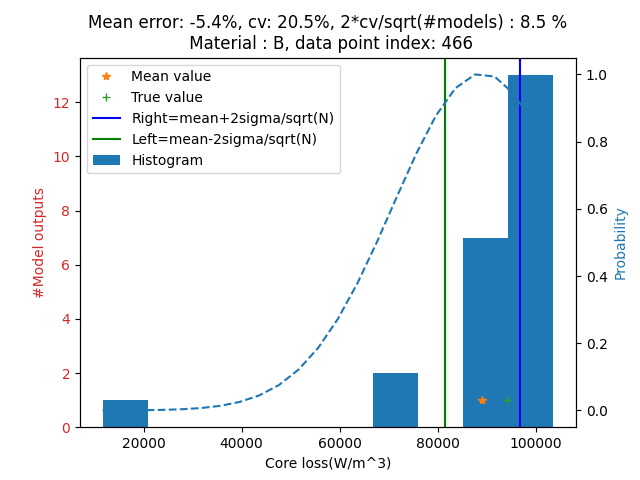 Mean error: -5.4%, cv: 20.5%, 2*cv/sqrt(#models) : 8.5 %
Material : B, data point index: 466
Mean value
True value
Right=mean+2sigma/sqrt(N)
Left=mean-2sigma/sqrt(N)
Histogram
#Model outputs
12
10
8
6
4
2
0
1.0
0.8
0.6
0.4
0.2
0.0
Probability
20000 40000 60000 80000 100000
Core loss(W/m^3)